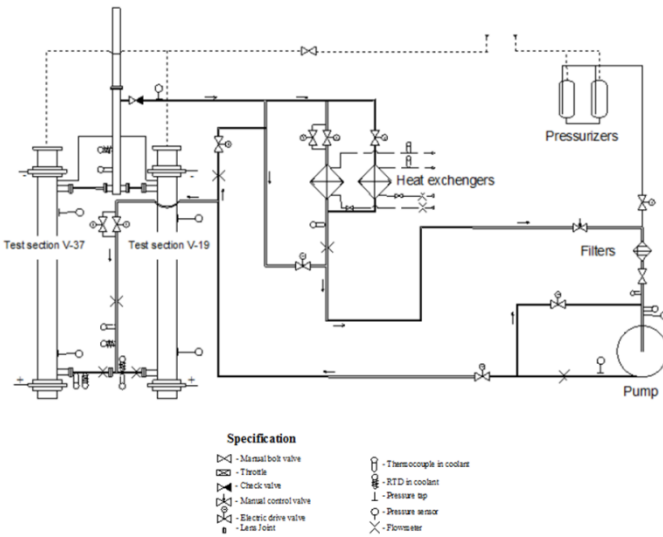 Pressurizers
Heat exchengers
Test section V-37
Test section V-19
Filters
Pump
Specification
- Manual bolt valve
- Throttle
- Check valve
- Manual control valve
- Electric drive valve
- Lens Joint
- Thermocouple in coolant
- RTD in coolant
- Pressure tap
- Pressure sensor
- Flowmeter